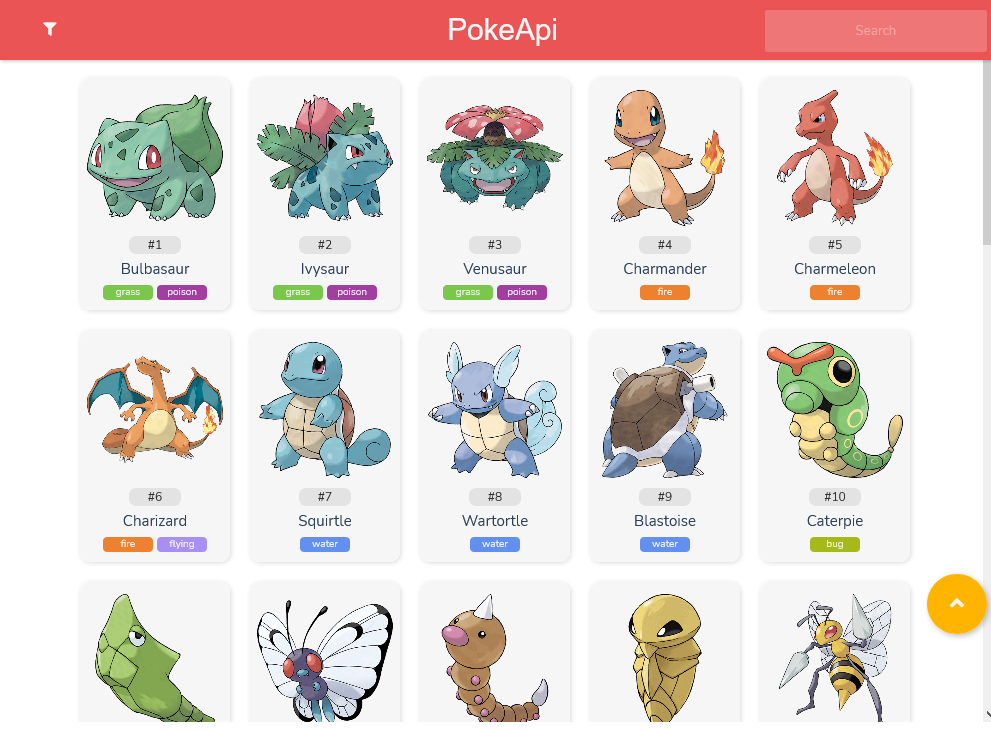 PokeApi
Search
#1
Bulbasaur
grass poison
#2
Ivysaur
grass poison
#3
Venusaur
grass poison
#4
Charmander
fire
#5
Charmeleon
fire
#6
Charizard
fire flying
#7
Squirtle
water
#8
Wartortle
water
#9
Blastoise
water
#10
Caterpie
bug